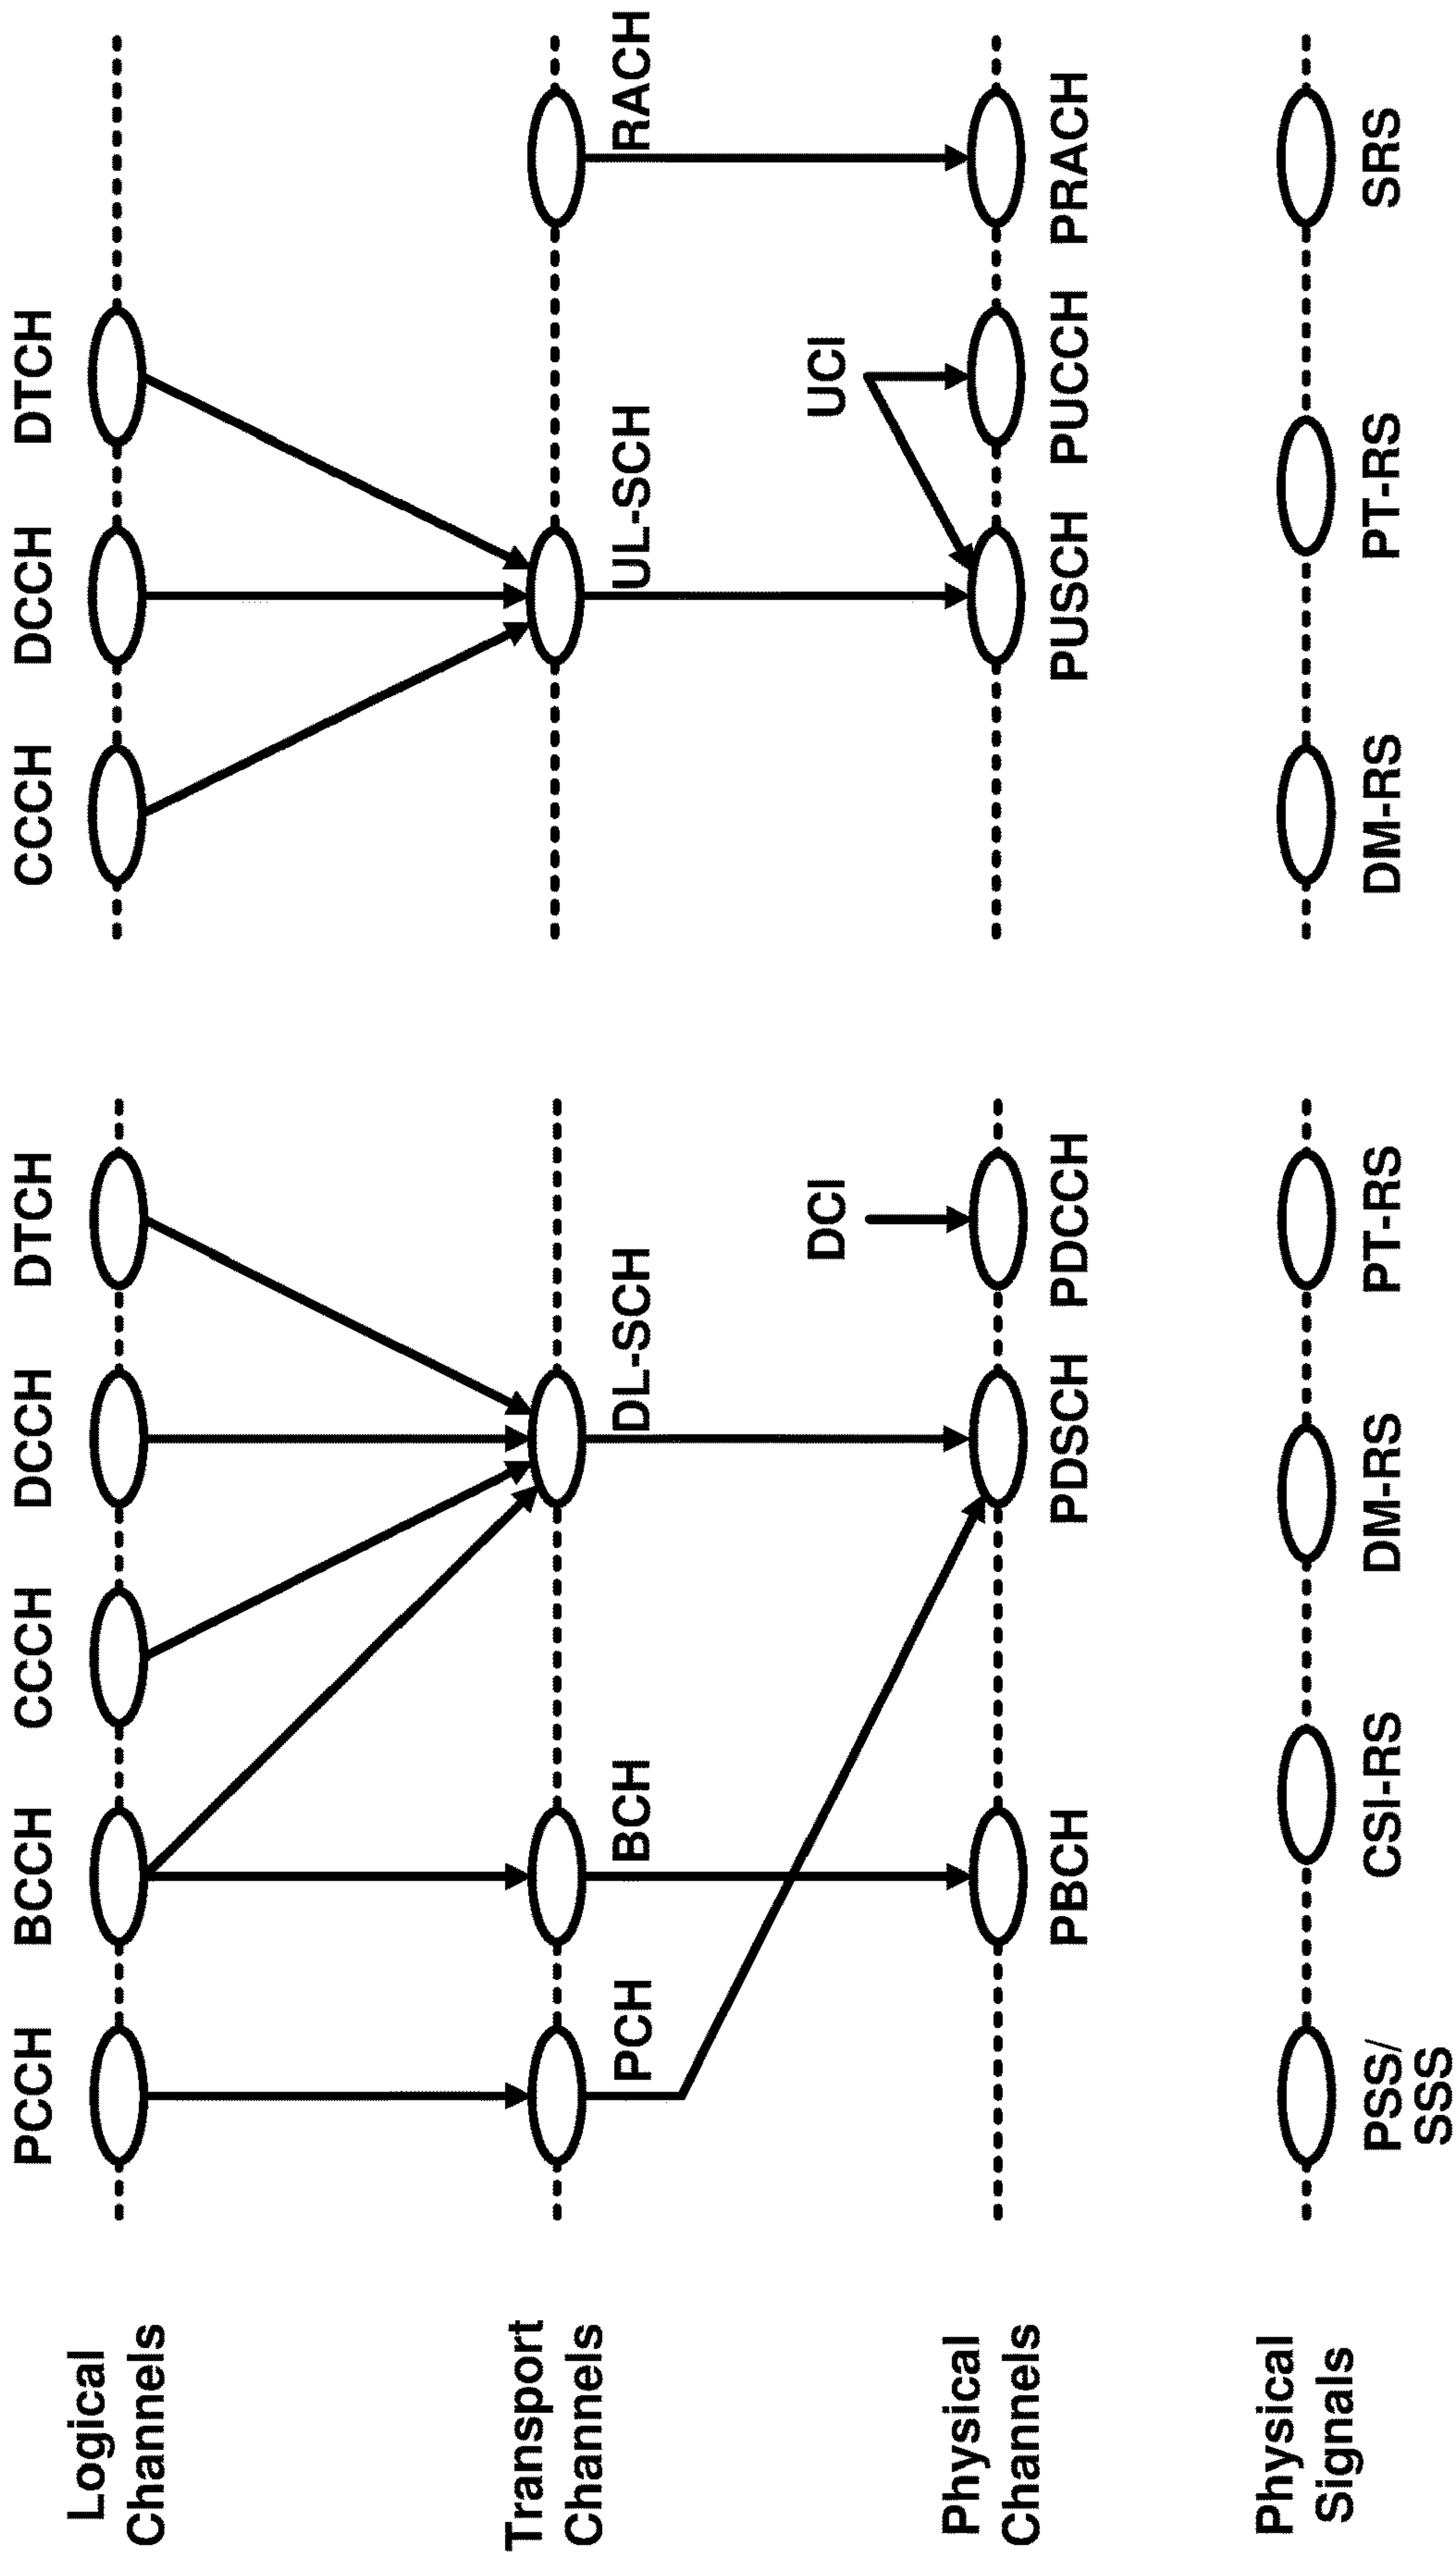 PCCH BCCH CCCH DCCH DTCH CCCH DCCH DTCH
Logical
Channels
Transport
Channels
PCH BCH DL-SCH UL-SCH RACH
DCI UCI
Physical
Channels
PBCH PDSCH PDCCH PUSCH PUCCH PRACH
Physical
Signals
PSS/
SSS
CSI-RS DM-RS PT-RS DM-RS PT-RS SRS